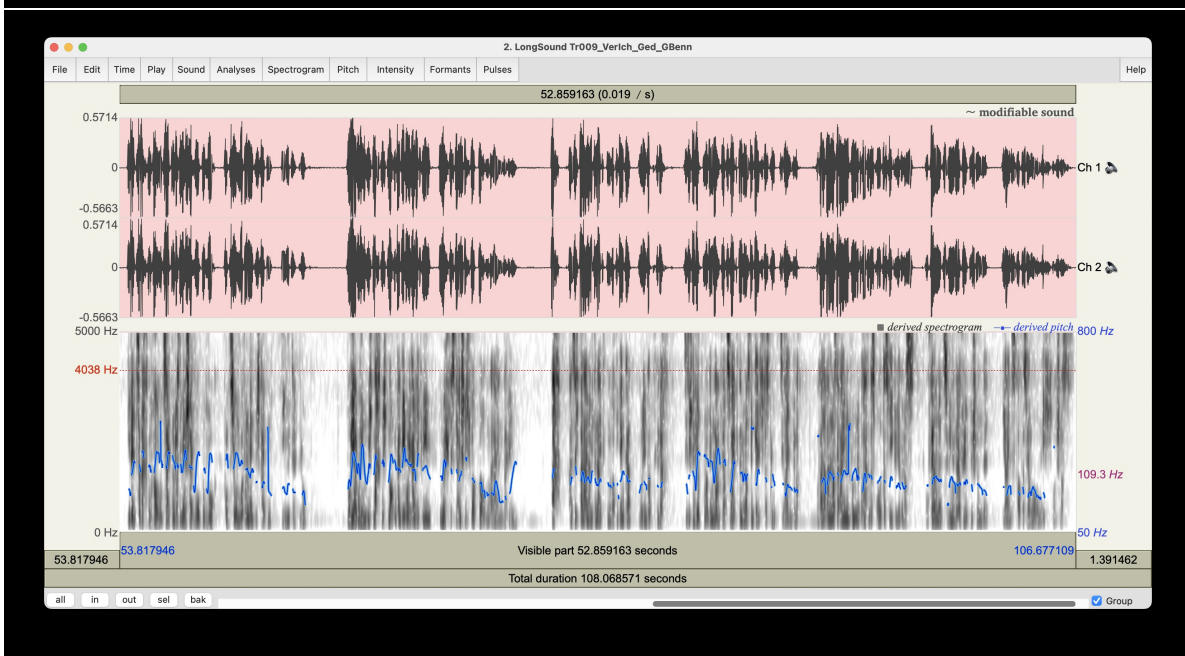 2. LongSound Tr009_VerIch_Ged_GBenn
File Edit Time Play Sound Analyses Spectrogram Pitch Intensity Formants Pulses Help
52.859163 (0.019 / s)
~ modifiable sound
0.5714
0
-0.5663
Ch 1
0.5714
0
-0.5663
Ch 2
5000 Hz
derived spectrogram derived pitch 800 Hz
4038 Hz
109.3 Hz
0 Hz
50 Hz
53.817946 Visible part 52.859163 seconds 106.677109
53.817946 1.391462
Total duration 108.068571 seconds
all in out sel bak Group